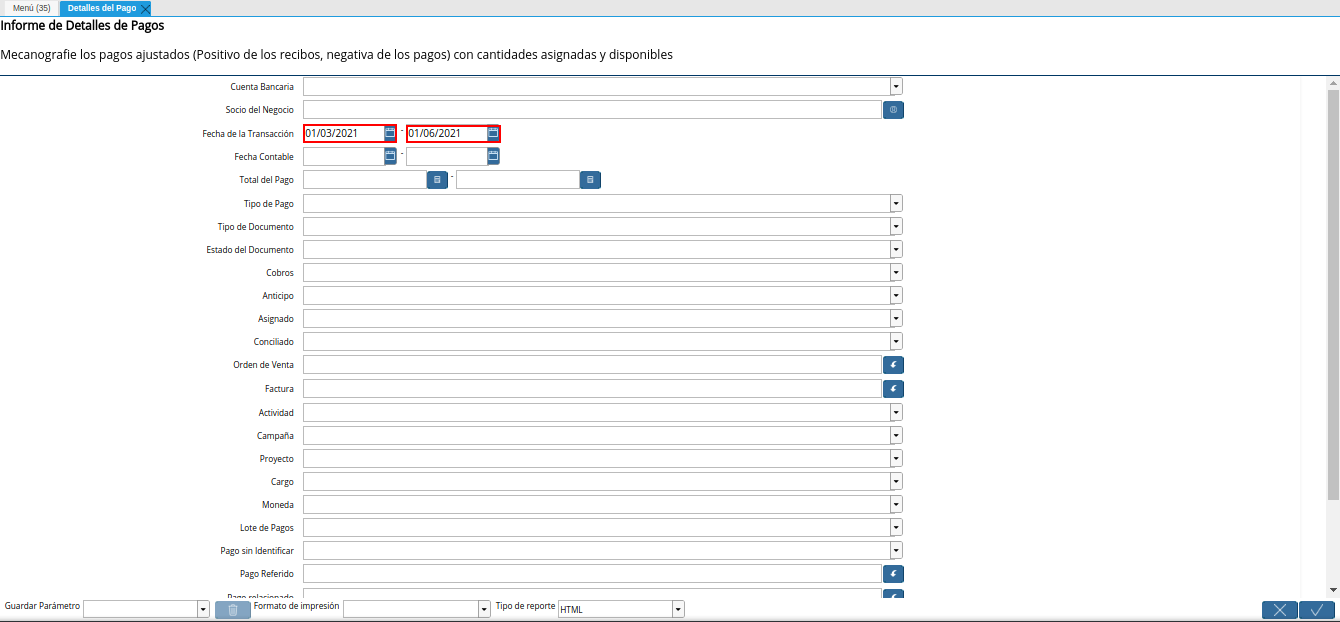 Menú (35) Detalles del Pago
Informe de Detalles de Pagos
Mecanografie los pagos ajustados (Positivo de los recibos, negativa de los pagos) con cantidades asignadas y disponibles
Cuenta Bancaria
Socio del Negocio
Fecha de la Transacción 01/03/2021 - 01/06/2021
Fecha Contable -
Total del Pago -
Tipo de Pago
Tipo de Documento
Estado del Documento
Cobros
Anticipo
Asignado
Conciliado
Orden de Venta
Factura
Actividad
Campaña
Proyecto
Cargo
Moneda
Lote de Pagos
Pago sin Identificar
Pago Referido
Pago relacionado
Guardar Parámetro Formato de impresión Tipo de reporte HTML